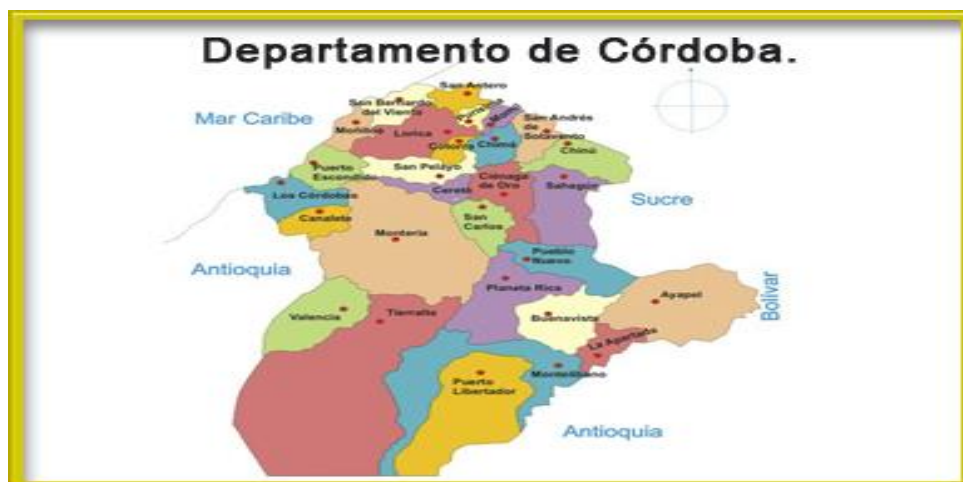 Departamento de Córdoba.
San Antero
San Bernardo
del Viento
Purísima
Momil
Mar Caribe
Moñitos
San Andrés
de
Sotavento
Lorica
Cotorra
Chimá
Chinú
San Pelayo
Puerto
Escondido
Ciénaga
de Oro
Sahagún
Cereté
Los Córdobas
Sucre
Canalete
San
Carlos
Montería
Pueblo
Nuevo
Antioquia
Planeta Rica
Ayapel
Bolívar
Valencia
Tierralta
Buenavista
La Apartada
Montelíbano
Puerto
Libertador
Antioquia